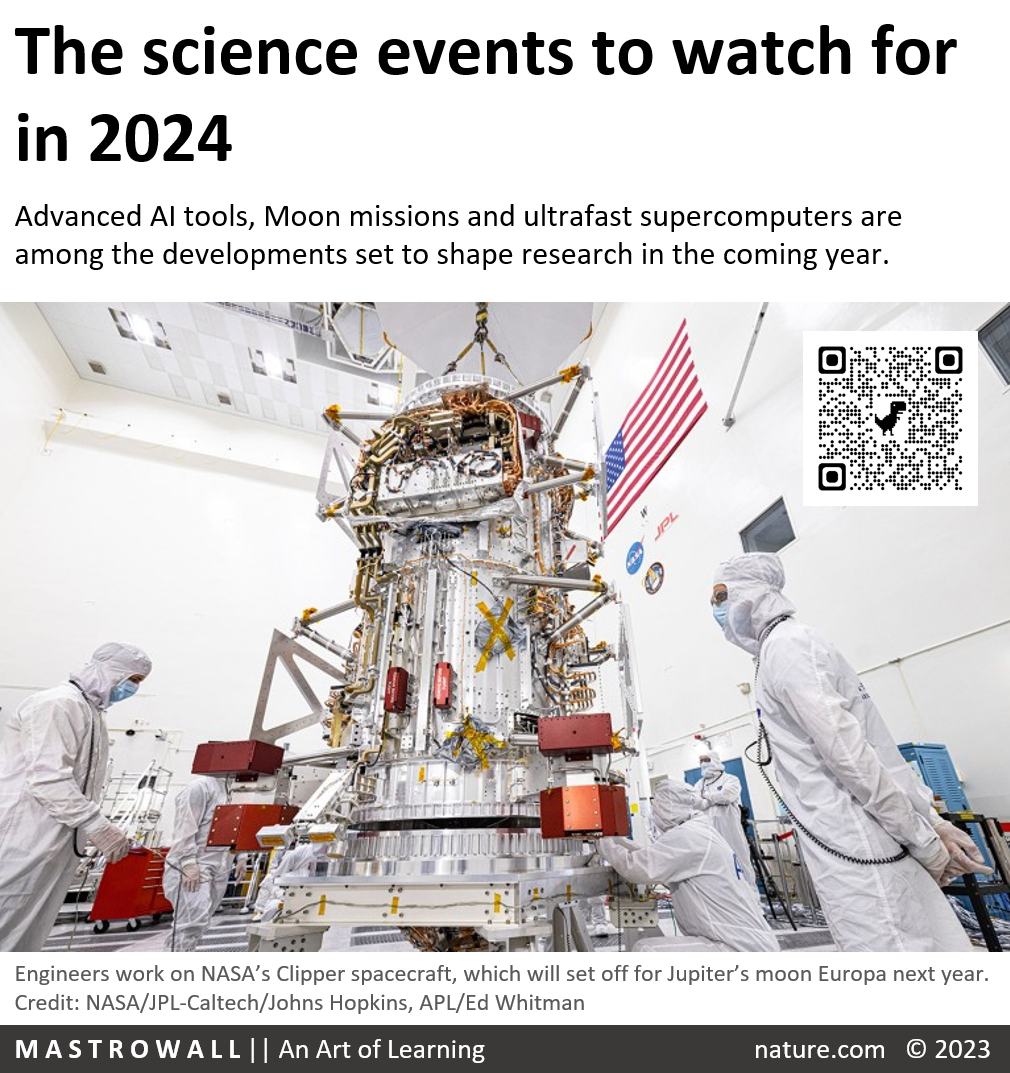 The science events to watch for
in 2024
Advanced AI tools, Moon missions and ultrafast supercomputers are
among the developments set to shape research in the coming year.
W
JPL
NASA
Engineers work on NASA’s Clipper spacecraft, which will set off for Jupiter’s moon Europa next year.
Credit: NASA/JPL-Caltech/Johns Hopkins, APL/Ed Whitman
MASTROWALL || An Art of Learning
nature.com © 2023